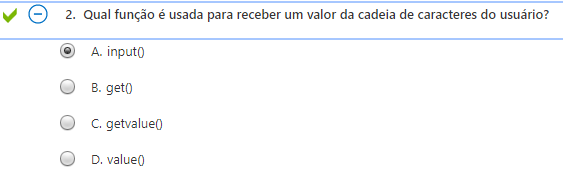 2. Qual função é usada para receber um valor da cadeia de caracteres do usuário?
A. input()
B. get()
C. getvalue()
D. value()